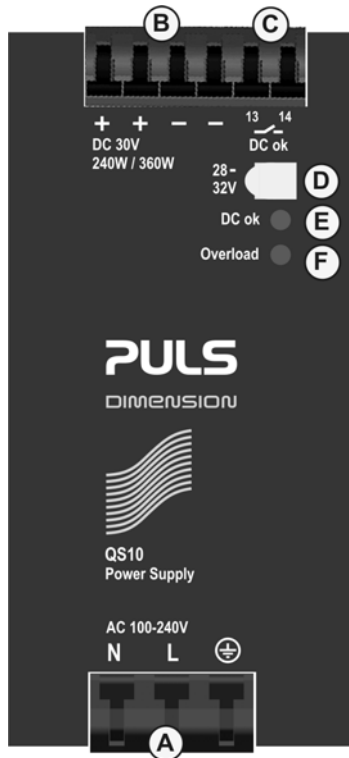 B C
+ + − − 13 14
DC 30V DC ok
240W / 360W
28-
32V D
DC ok E
Overload F
PULS
DIMENSION
QS10
Power Supply
AC 100-240V
N L
A